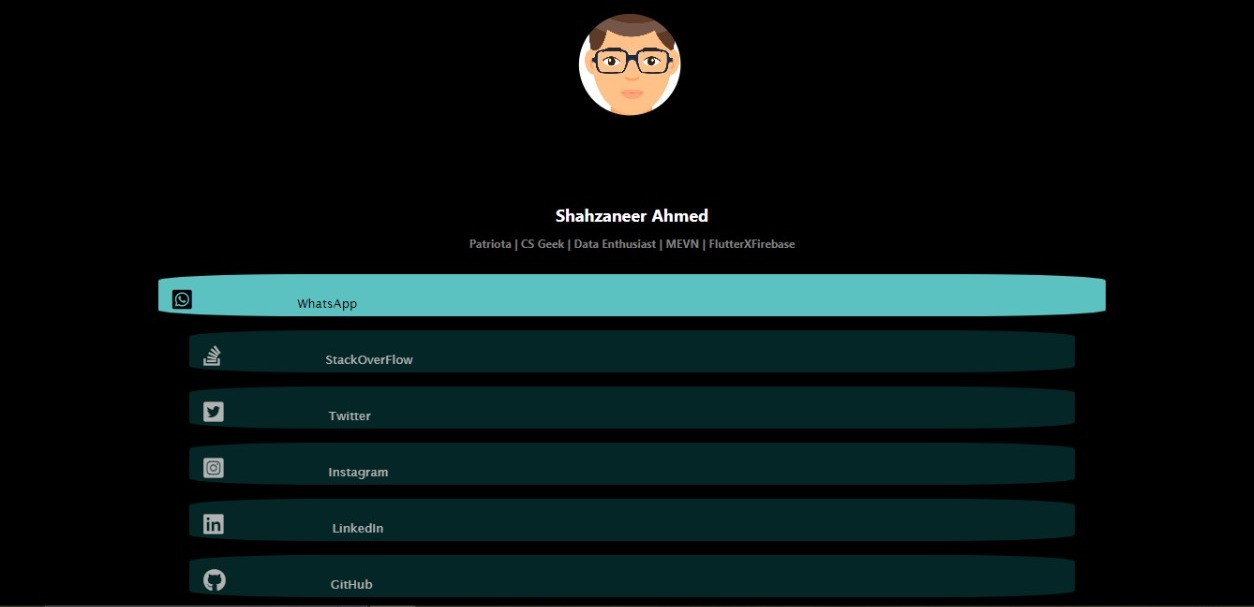 Shahzaneer Ahmed
Patriota | CS Geek | Data Enthusiast | MEVN | FlutterXFirebase
WhatsApp
StackOverFlow
Twitter
Instagram
LinkedIn
GitHub